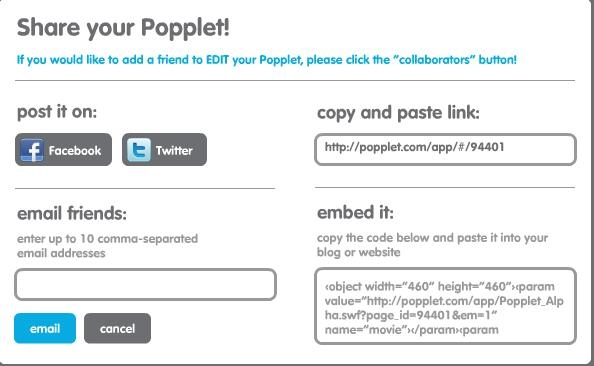 Share your Popplet!
If you would like to add a friend to EDIT your Popplet, please click the “collaborators” button!
post it on:
Facebook
Twitter
copy and paste link:
http://popplet.com/app/#/94401
email friends:
enter up to 10 comma-separated
email addresses
email
cancel
embed it:
copy the code below and paste it into your
blog or website
<object width="460" height="460"><param
value="http://popplet.com/app/Popplet_Alp
ha.swf?page_id=94401&em=1"
name="movie"></param><param